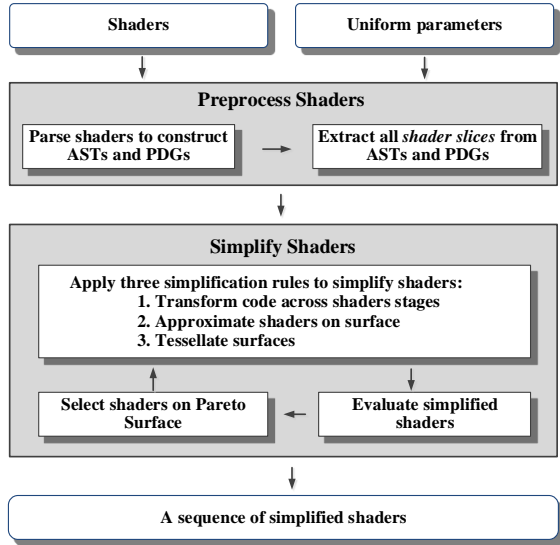 Shaders
Uniform parameters
Preprocess Shaders
Parse shaders to construct
ASTs and PDGs
Extract all shader slices from
ASTs and PDGs
Simplify Shaders
Apply three simplification rules to simplify shaders:
1. Transform code across shaders stages
2. Approximate shaders on surface
3. Tessellate surfaces
Select shaders on Pareto
Surface
Evaluate simplified
shaders
A sequence of simplified shaders